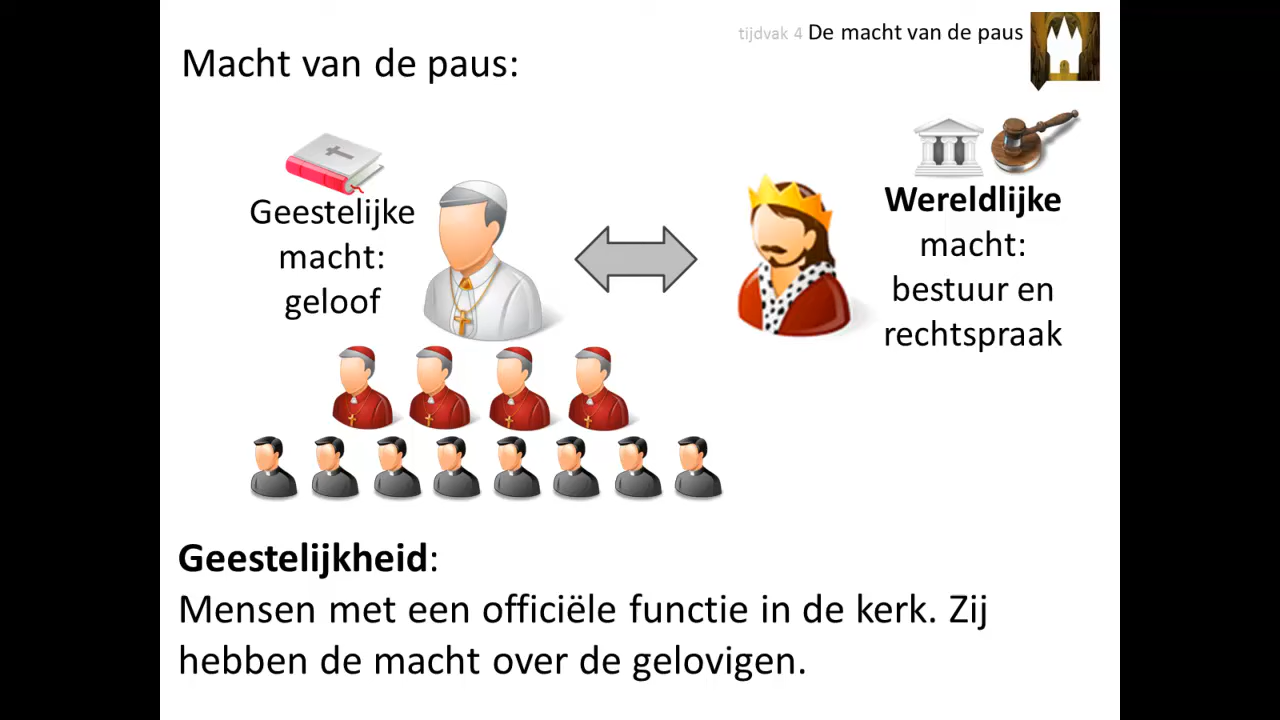 tijdvak 4 De macht van de paus
Macht van de paus:
Geestelijke
macht:
geloof
Wereldlijke
macht:
bestuur en
rechtspraak
Geestelijkheid:
Mensen met een officiële functie in de kerk. Zij
hebben de macht over de gelovigen.